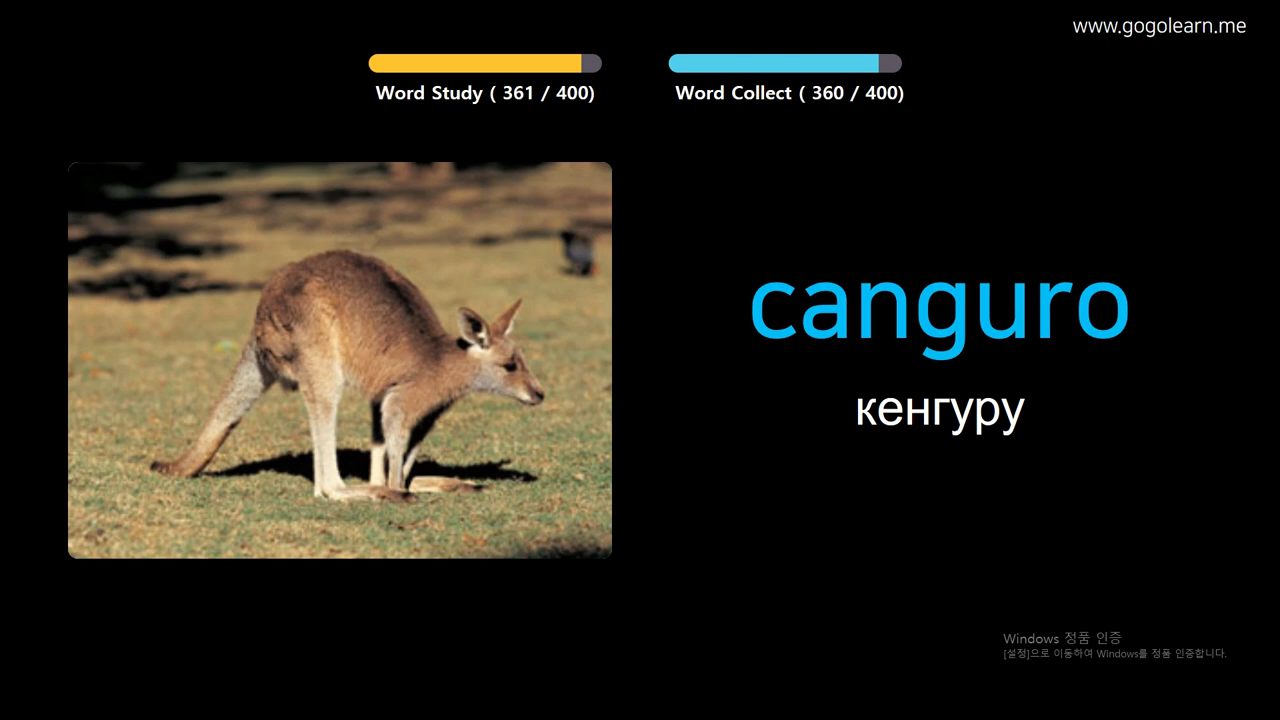 www.gogolearn.me
Word Study ( 361 / 400)
Word Collect ( 360 / 400)
canguro
кенгуру
Windows 정품 인증
[설정]으로 이동하여 Windows를 정품 인증합니다.